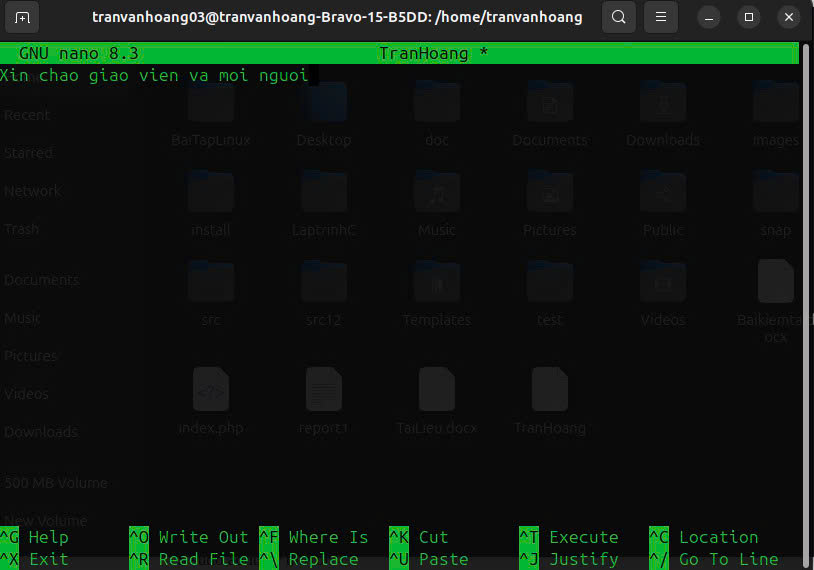 tranvanhoang03@tranvanhoang-Bravo-15-B5DD: /home/tranvanhoang
GNU nano 8.3 TranHoang *
Xin chao giao vien va moi nguoi
Recent
BaiTapLinux Desktop doc Documents Downloads images
Starred
Network
Trash
install LaptrinhC Music Pictures Public snap
Documents
Music
src src12 Templates test Videos
Pictures
Videos
Downloads
index.php report1 TaiLieu.docx TranHoang
500 MB Volume
New Volume
^G Help ^O Write Out ^F Where Is ^K Cut ^T Execute ^C Location
^X Exit ^R Read File ^\ Replace ^U Paste ^J Justify ^/ Go To Line